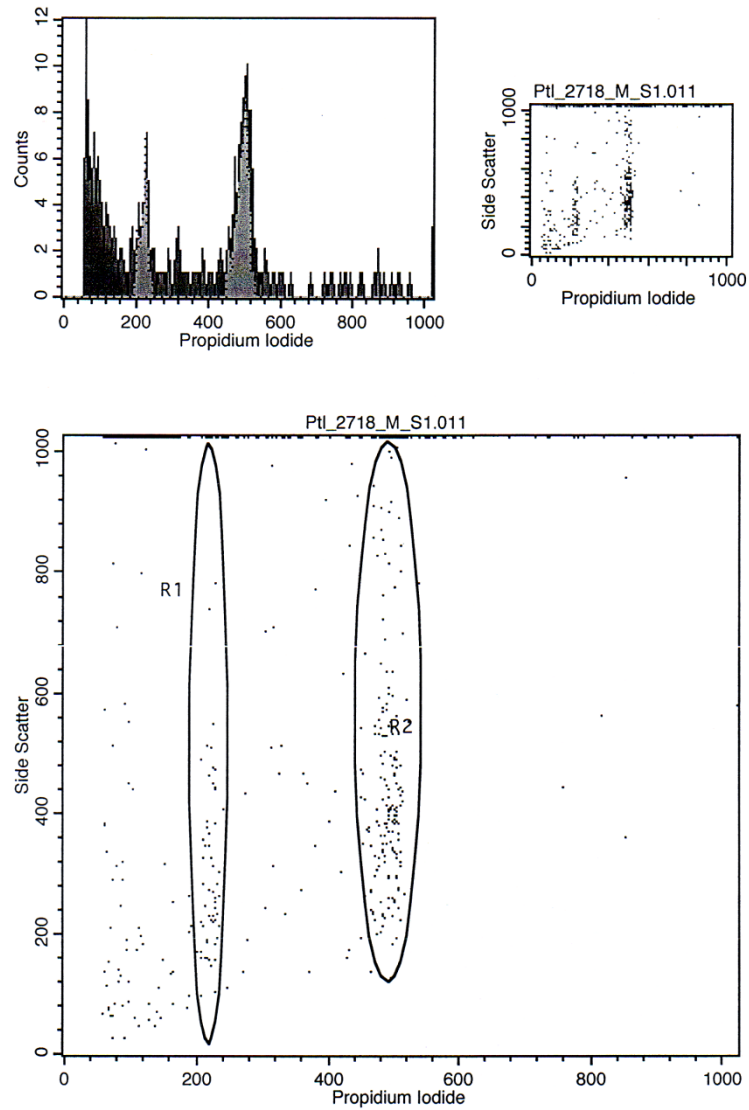 12
10
8
6
4
2
0
Counts
0 200 400 600 800 1000
Propidium Iodide
Ptl_2718_M_S1.011
1000
0
Side Scatter
0 1000
Propidium Iodide
Ptl_2718_M_S1.011
1000
800
600
400
200
0
Side Scatter
R1
R2
0 200 400 600 800 1000
Propidium Iodide